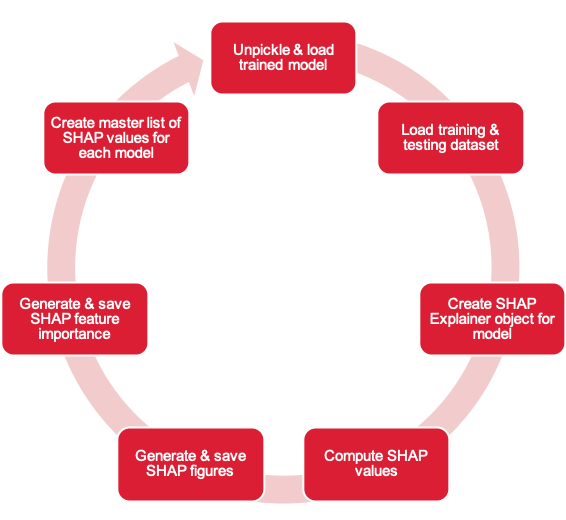 Unpickle & load
trained model
Load training &
testing dataset
Create SHAP
Explainer object for
model
Compute SHAP
values
Generate & save
SHAP figures
Generate & save
SHAP feature
importance
Create master list of
SHAP values for
each model